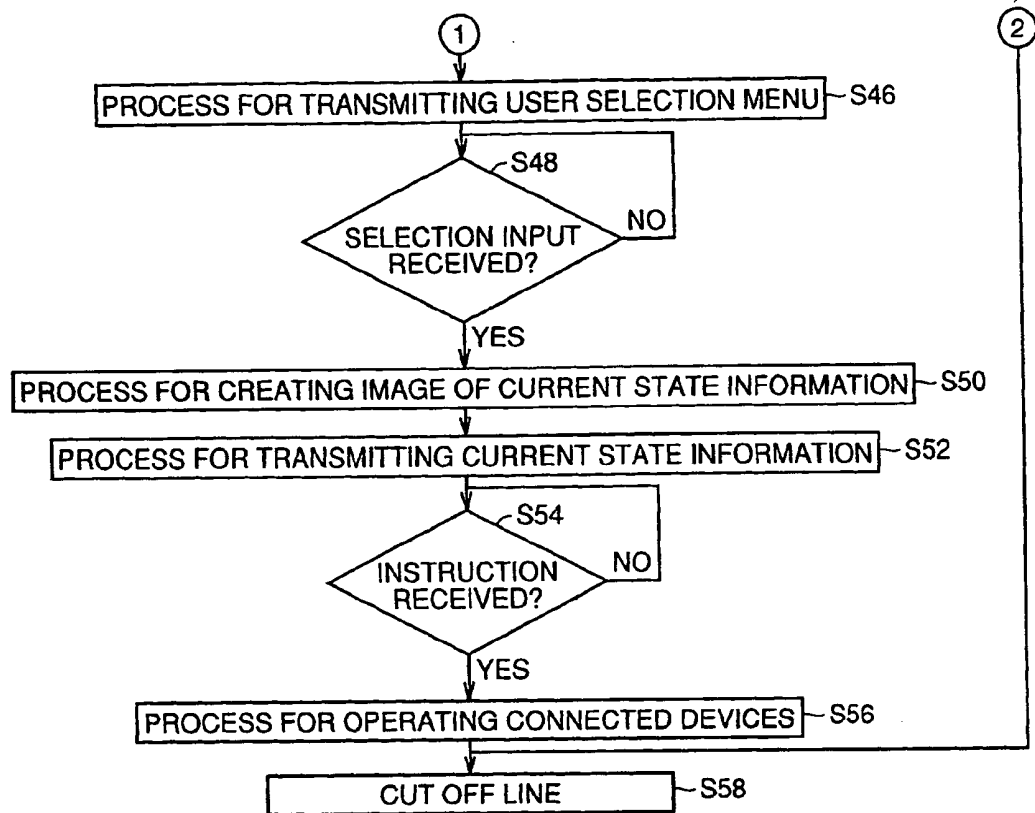 1
2
PROCESS FOR TRANSMITTING USER SELECTION MENU
S46
S48
NO
SELECTION INPUT
RECEIVED?
YES
PROCESS FOR CREATING IMAGE OF CURRENT STATE INFORMATION
S50
PROCESS FOR TRANSMITTING CURRENT STATE INFORMATION
S52
S54
NO
INSTRUCTION
RECEIVED?
YES
PROCESS FOR OPERATING CONNECTED DEVICES
S56
CUT OFF LINE
S58